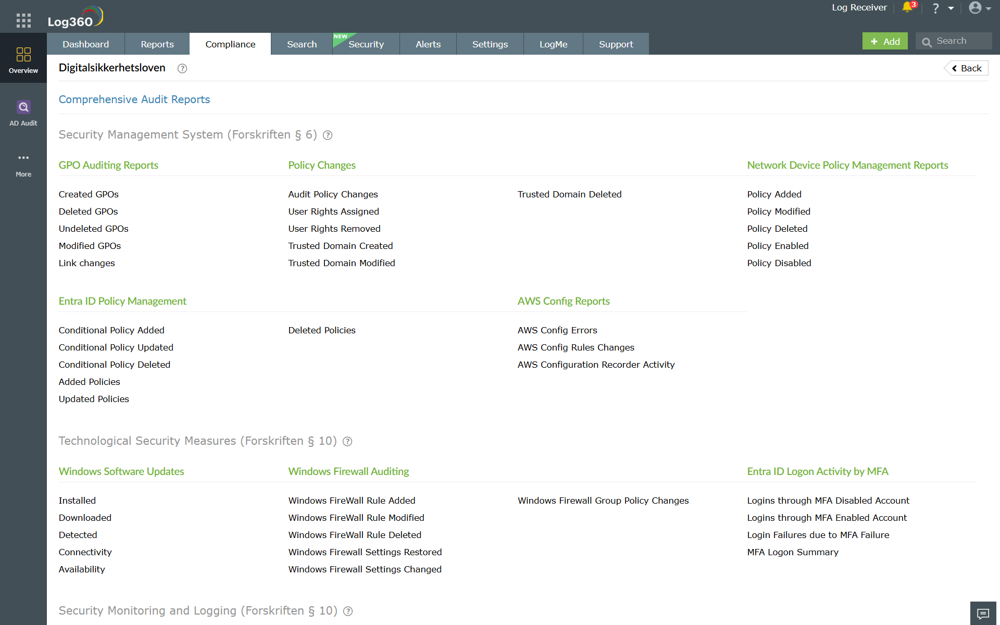 Log360
Log Receiver
3
?
Dashboard
Reports
Compliance
Search
NEW
Security
Alerts
Settings
LogMe
Support
+ Add
Search
Overview
AD Audit
More
Digitalsikkerhetsloven ?
Back
Comprehensive Audit Reports
Security Management System (Forskriften § 6) ?
GPO Auditing Reports
Created GPOs
Deleted GPOs
Undeleted GPOs
Modified GPOs
Link changes
Policy Changes
Audit Policy Changes
User Rights Assigned
User Rights Removed
Trusted Domain Created
Trusted Domain Modified
Trusted Domain Deleted
Network Device Policy Management Reports
Policy Added
Policy Modified
Policy Deleted
Policy Enabled
Policy Disabled
Entra ID Policy Management
Conditional Policy Added
Conditional Policy Updated
Conditional Policy Deleted
Added Policies
Updated Policies
Deleted Policies
AWS Config Reports
AWS Config Errors
AWS Config Rules Changes
AWS Configuration Recorder Activity
Technological Security Measures (Forskriften § 10) ?
Windows Software Updates
Installed
Downloaded
Detected
Connectivity
Availability
Windows Firewall Auditing
Windows FireWall Rule Added
Windows FireWall Rule Modified
Windows FireWall Rule Deleted
Windows Firewall Settings Restored
Windows Firewall Settings Changed
Windows Firewall Group Policy Changes
Entra ID Logon Activity by MFA
Logins through MFA Disabled Account
Logins through MFA Enabled Account
Login Failures due to MFA Failure
MFA Logon Summary
Security Monitoring and Logging (Forskriften § 10) ?